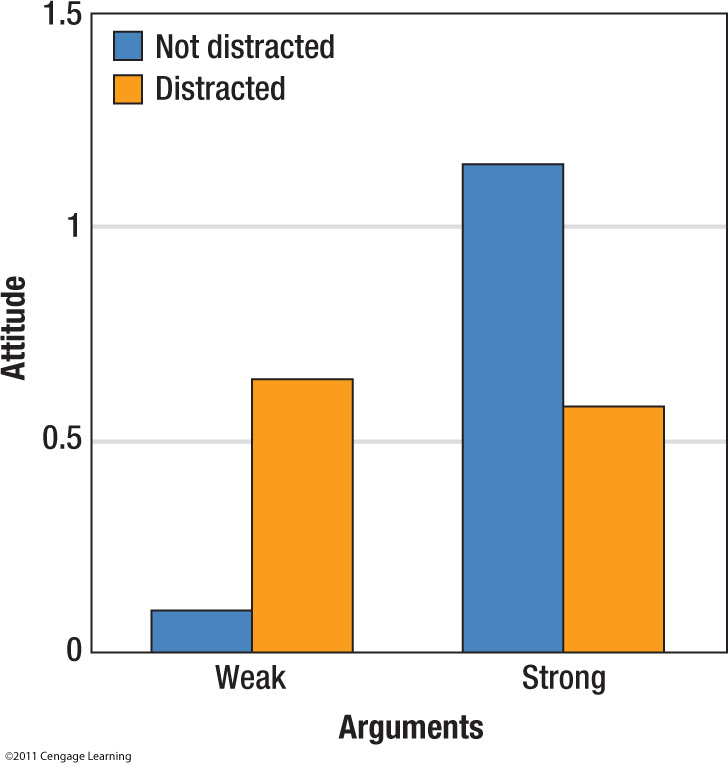 1.5
Not distracted
Distracted
1
Attitude
0.5
0
Weak Strong
Arguments
©2011 Cengage Learning